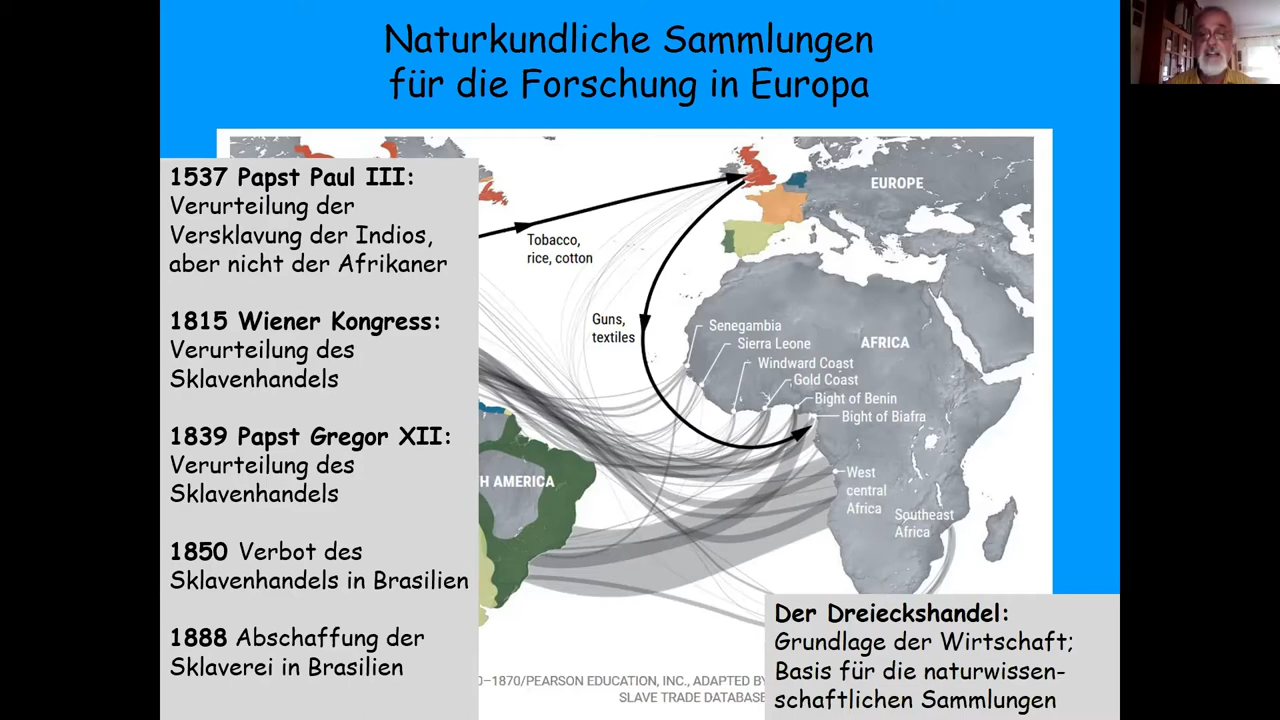 Naturkundliche Sammlungen
für die Forschung in Europa
1537 Papst Paul III:
Verurteilung der
Versklavung der Indios,
aber nicht der Afrikaner
1815 Wiener Kongress:
Verurteilung des
Sklavenhandels
1839 Papst Gregor XII:
Verurteilung des
Sklavenhandels
1850 Verbot des
Sklavenhandels in Brasilien
1888 Abschaffung der
Sklaverei in Brasilien
EUROPE
Tobacco,
rice, cotton
Guns,
textiles
Senegambia
Sierra Leone
AFRICA
Windward Coast
Gold Coast
Bight of Benin
Bight of Biafra
H AMERICA
West
central
Africa
Southeast
Africa
Der Dreieckshandel:
Grundlage der Wirtschaft;
Basis für die naturwissen-
schaftlichen Sammlungen
0–1870/PEARSON EDUCATION, INC., ADAPTED BY
SLAVE TRADE DATABASE